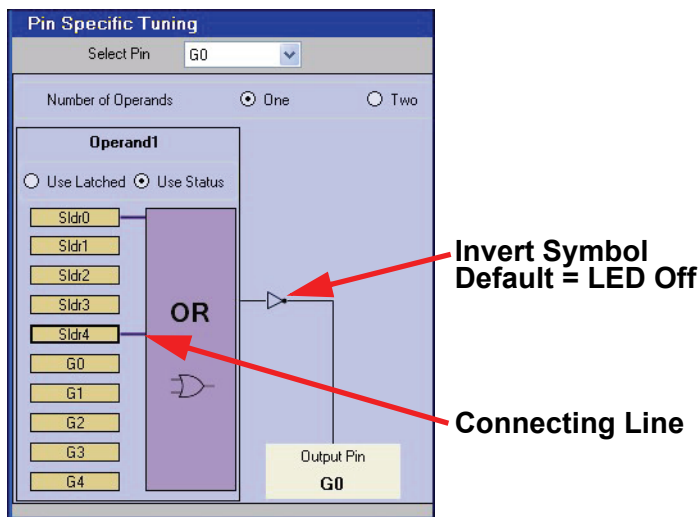 Pin Specific Tuning
Select Pin G0
Number of Operands One Two
Operand1
Use Latched Use Status
Sldr0
Sldr1
Sldr2
Sldr3
Sldr4
G0
G1
G2
G3
G4
OR
Output Pin
G0
Invert Symbol
Default = LED Off
Connecting Line